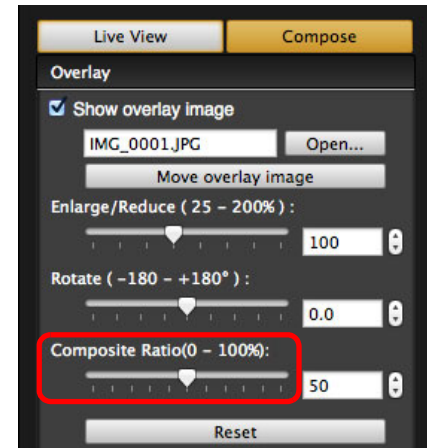 Live View Compose
Overlay
Show overlay image
IMG_0001.JPG Open...
Move overlay image
Enlarge/Reduce ( 25 – 200% ) :
100
Rotate ( –180 – +180° ) :
0.0
Composite Ratio(0 – 100%):
50
Reset